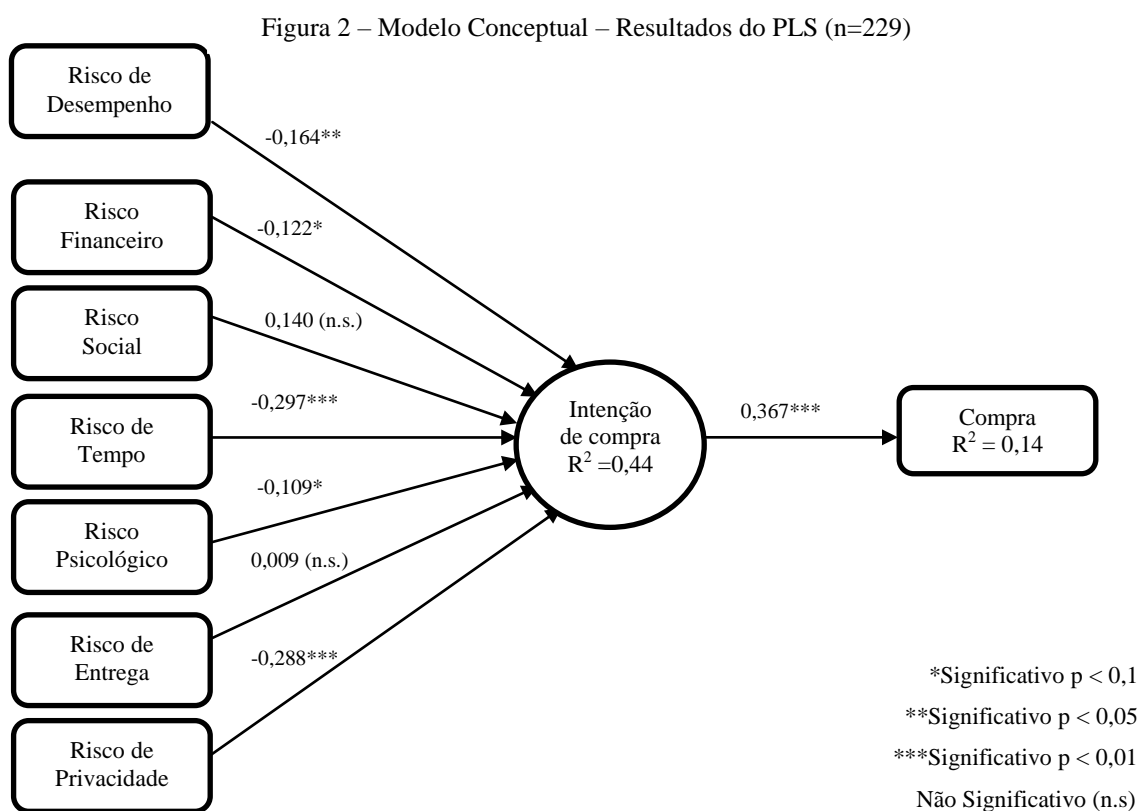 Figura 2 – Modelo Conceptual – Resultados do PLS (n=229)
Risco de
Desempenho
-0,164**
Risco
Financeiro
-0,122*
Risco
Social
0,140 (n.s.)
Risco de
Tempo
-0,297***
Risco
Psicológico
-0,109*
Risco de
Entrega
0,009 (n.s.)
Risco de
Privacidade
-0,288***
Intenção
de compra
R² =0,44
0,367***
Compra
R² = 0,14
*Significativo p < 0,1
**Significativo p < 0,05
***Significativo p < 0,01
Não Significativo (n.s)